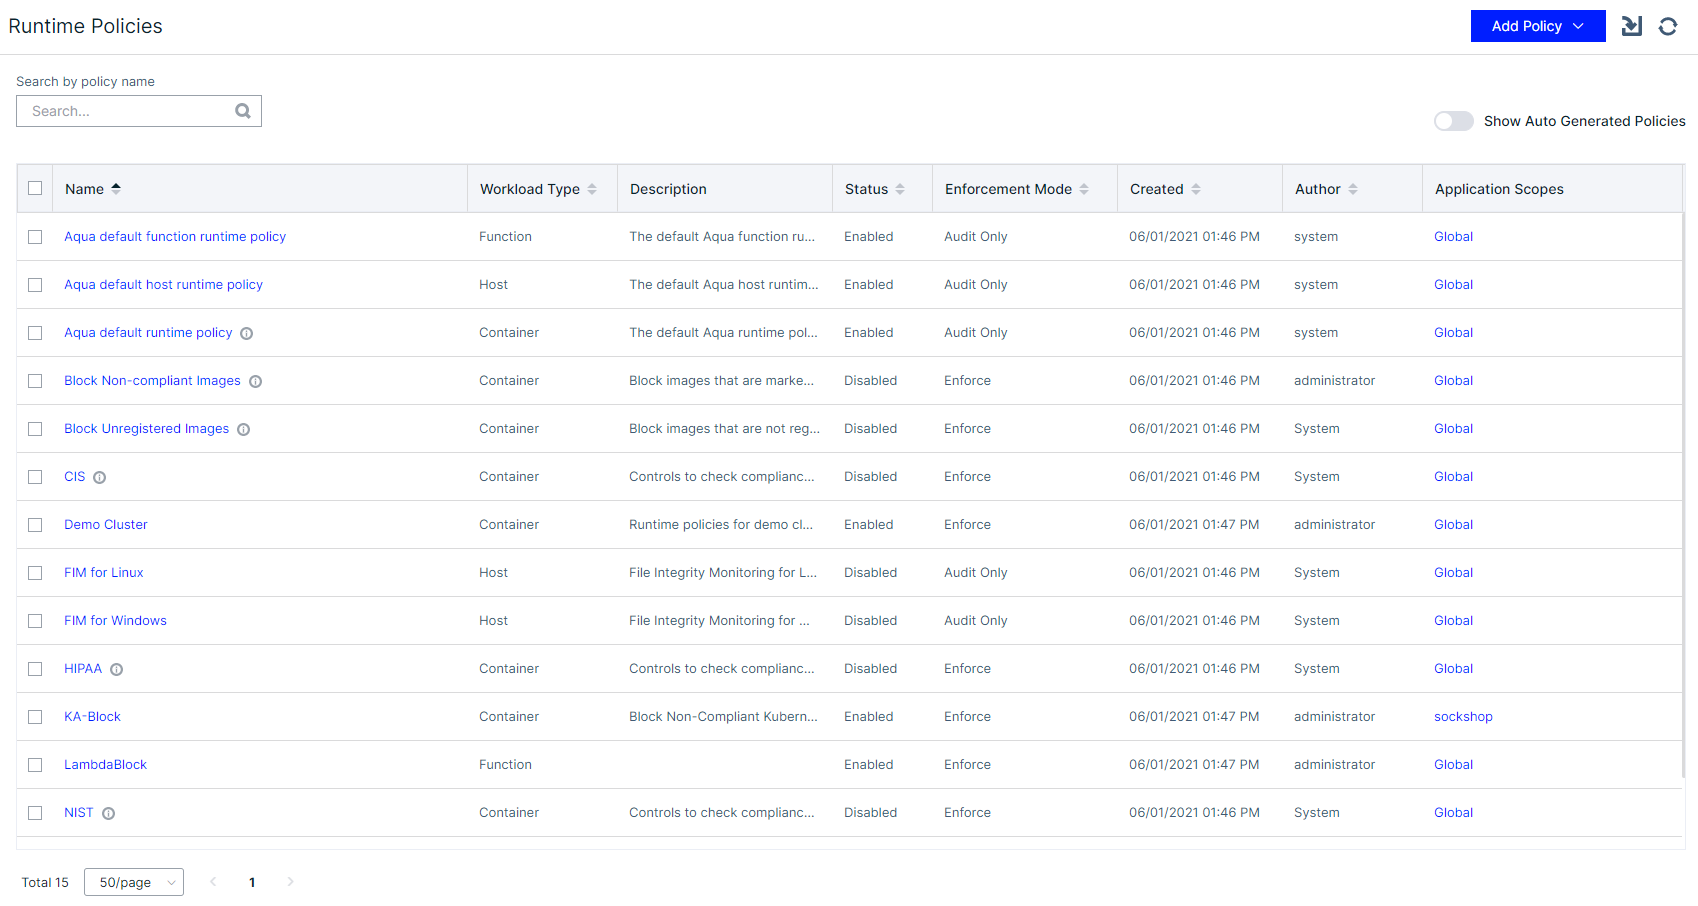 Runtime Policies
Add Policy
Search by policy name
Search...
Show Auto Generated Policies
Name Workload Type Description Status Enforcement Mode Created Author Application Scopes
Aqua default function runtime policy Function The default Aqua function ru... Enabled Audit Only 06/01/2021 01:46 PM system Global
Aqua default host runtime policy Host The default Aqua host runtim... Enabled Audit Only 06/01/2021 01:46 PM system Global
Aqua default runtime policy Container The default Aqua runtime pol... Enabled Audit Only 06/01/2021 01:46 PM system Global
Block Non-compliant Images Container Block images that are marke... Disabled Enforce 06/01/2021 01:46 PM administrator Global
Block Unregistered Images Container Block images that are not reg... Disabled Enforce 06/01/2021 01:46 PM System Global
CIS Container Controls to check complianc... Disabled Enforce 06/01/2021 01:46 PM System Global
Demo Cluster Container Runtime policies for demo cl... Enabled Enforce 06/01/2021 01:47 PM administrator Global
FIM for Linux Host File Integrity Monitoring for L... Disabled Audit Only 06/01/2021 01:46 PM System Global
FIM for Windows Host File Integrity Monitoring for ... Disabled Audit Only 06/01/2021 01:46 PM System Global
HIPAA Container Controls to check complianc... Disabled Enforce 06/01/2021 01:46 PM System Global
KA-Block Container Block Non-Compliant Kubern... Enabled Enforce 06/01/2021 01:47 PM administrator sockshop
LambdaBlock Function Enabled Enforce 06/01/2021 01:47 PM administrator Global
NIST Container Controls to check complianc... Disabled Enforce 06/01/2021 01:46 PM System Global
Total 15 50/page 1